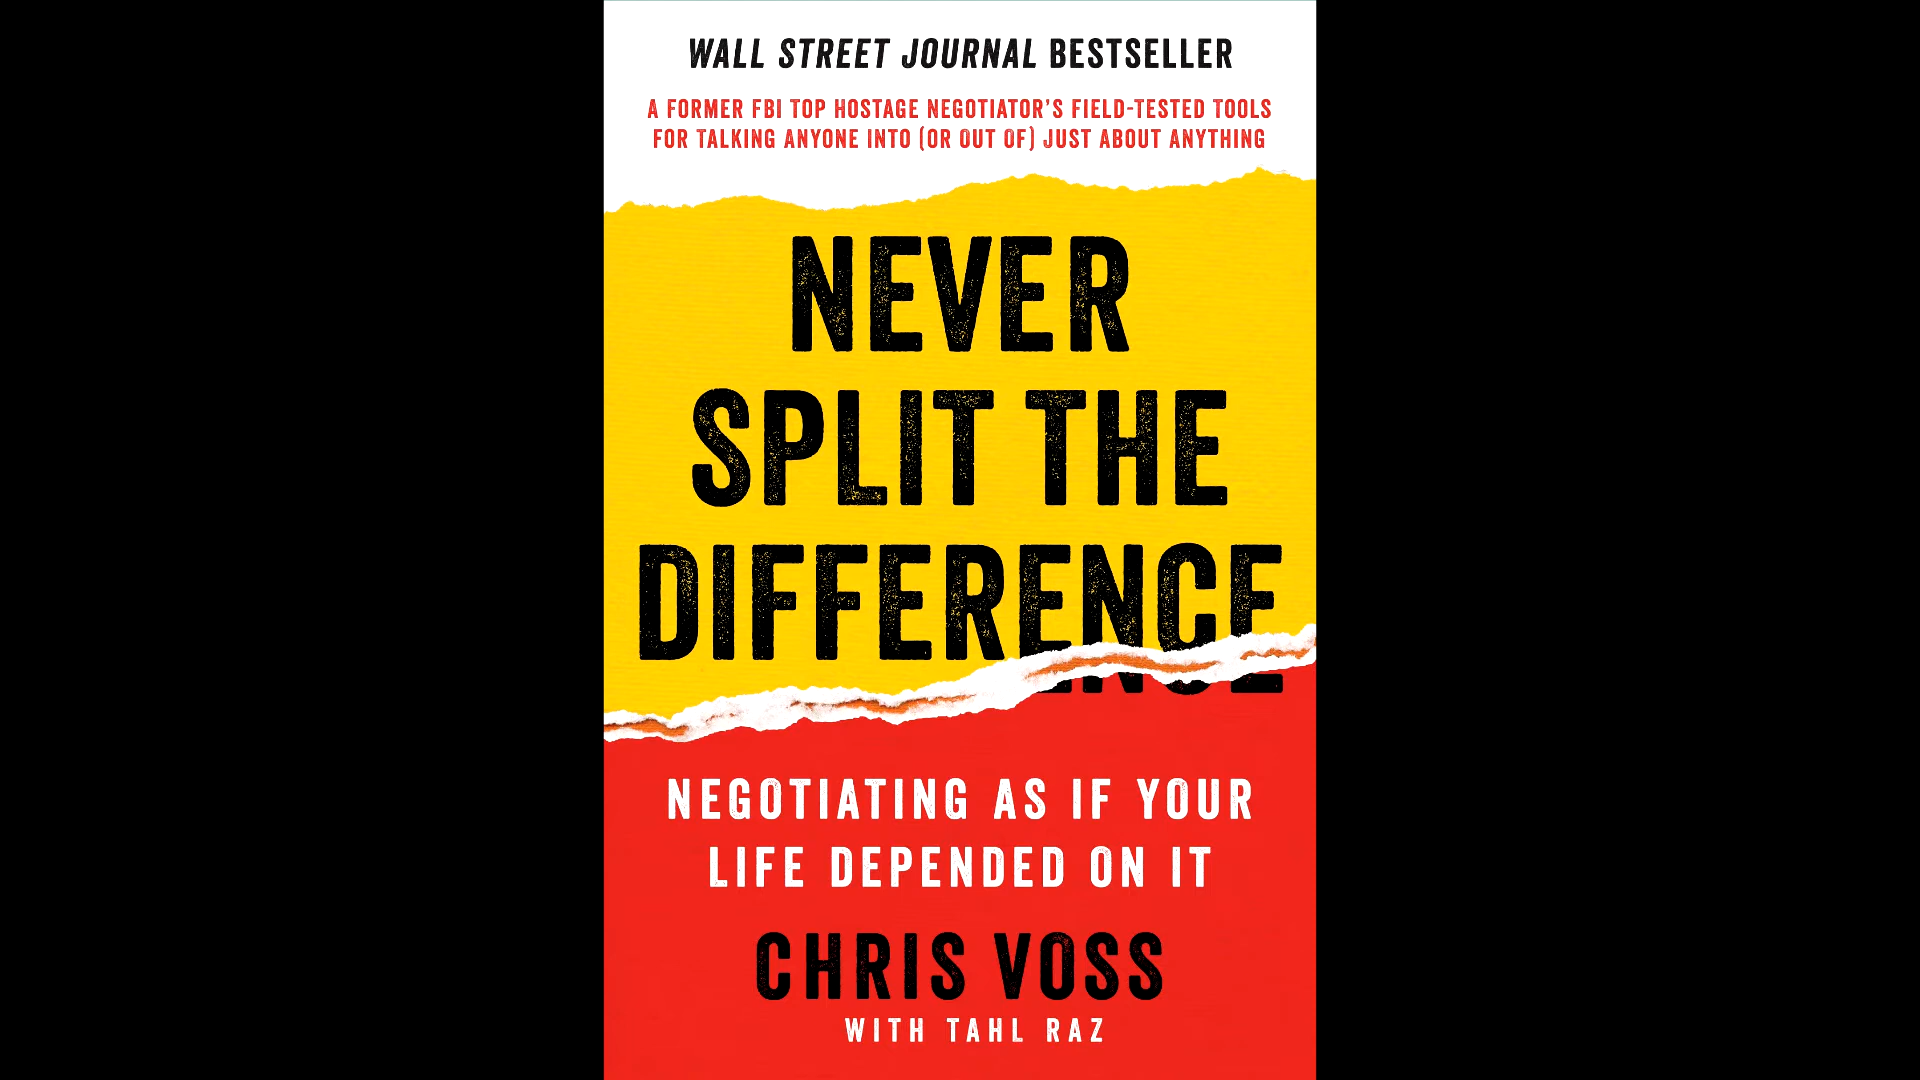 WALL STREET JOURNAL BESTSELLER
A FORMER FBI TOP HOSTAGE NEGOTIATOR'S FIELD-TESTED TOOLS
FOR TALKING ANYONE INTO (OR OUT OF) JUST ABOUT ANYTHING
NEVER
SPLIT THE
DIFFERENCE
NEGOTIATING AS IF YOUR
LIFE DEPENDED ON IT
CHRIS VOSS
WITH TAHL RAZ